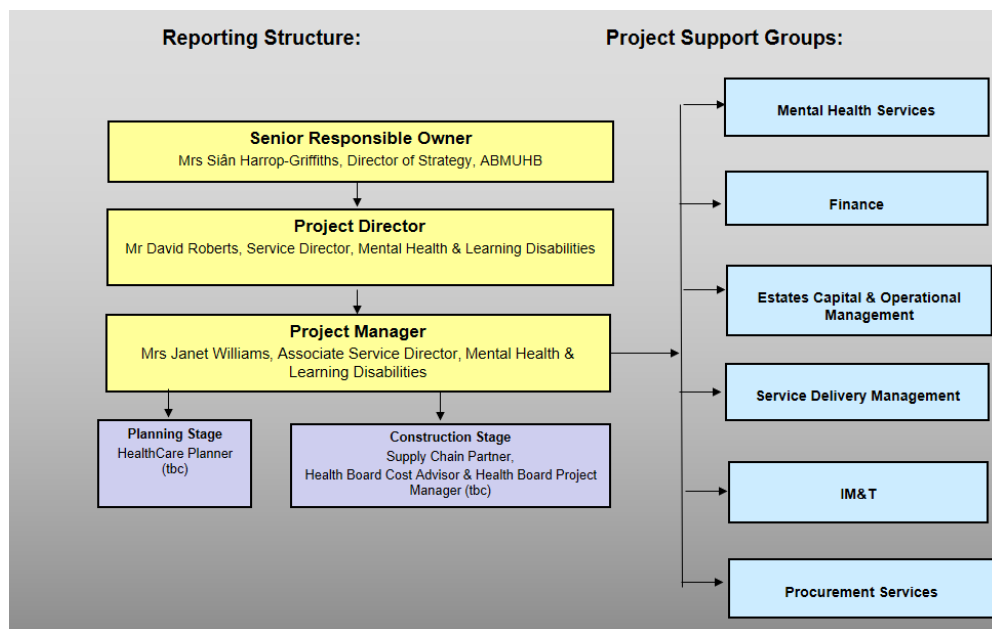 Reporting Structure:
Project Support Groups:
Senior Responsible Owner
Mrs Siân Harrop-Griffiths, Director of Strategy, ABMUHB
Project Director
Mr David Roberts, Service Director, Mental Health & Learning Disabilities
Project Manager
Mrs Janet Williams, Associate Service Director, Mental Health &
Learning Disabilities
Planning Stage
HealthCare Planner
(tbc)
Construction Stage
Supply Chain Partner,
Health Board Cost Advisor & Health Board Project
Manager (tbc)
Mental Health Services
Finance
Estates Capital & Operational
Management
Service Delivery Management
IM&T
Procurement Services